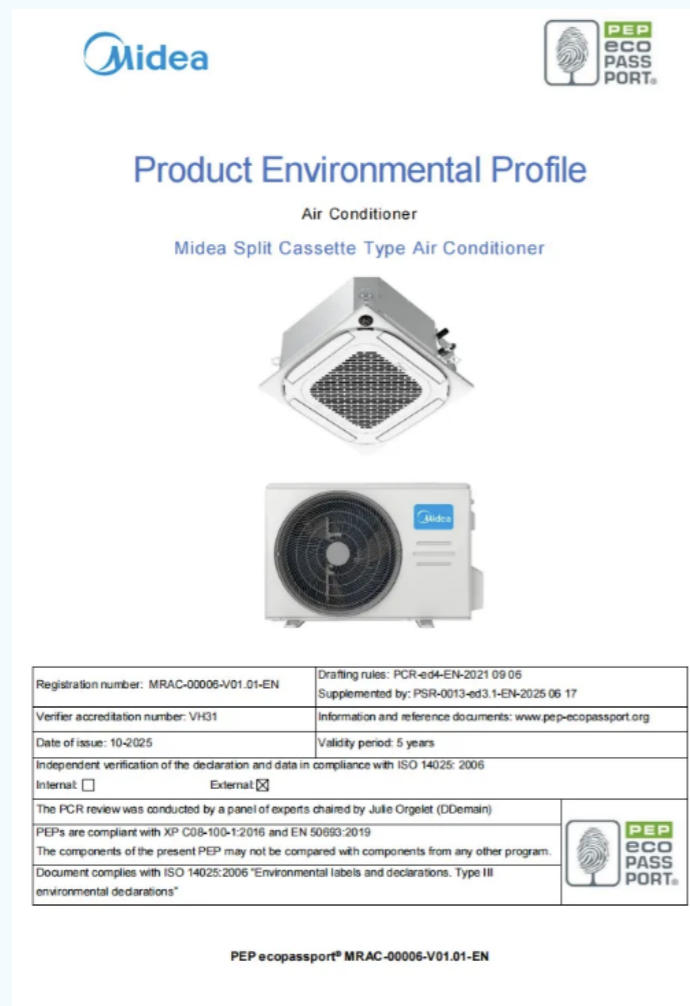 Midea
PEP
eco
PASS
PORT®
Product Environmental Profile
Air Conditioner
Midea Split Cassette Type Air Conditioner
Midea
Registration number: MRAC-00006-V01.01-EN
Drafting rules: PCR-ed4-EN-2021 09 06
Supplemented by: PSR-0013-ed3.1-EN-2025 06 17
Verifier accreditation number: VH31
Information and reference documents: www.pep-ecopassport.org
Date of issue: 10-2025
Validity period: 5 years
Independent verification of the declaration and data in compliance with ISO 14025: 2006
Internal: ☐ External: ☒
The PCR review was conducted by a panel of experts chaired by Julie Orgelet (DDemain)
PEPs are compliant with XP C08-100-1:2016 and EN 50693:2019
The components of the present PEP may not be compared with components from any other program.
Document complies with ISO 14025:2006 "Environmental labels and declarations. Type III
environmental declarations"
PEP
eco
PASS
PORT®
PEP ecopassport® MRAC-00006-V01.01-EN